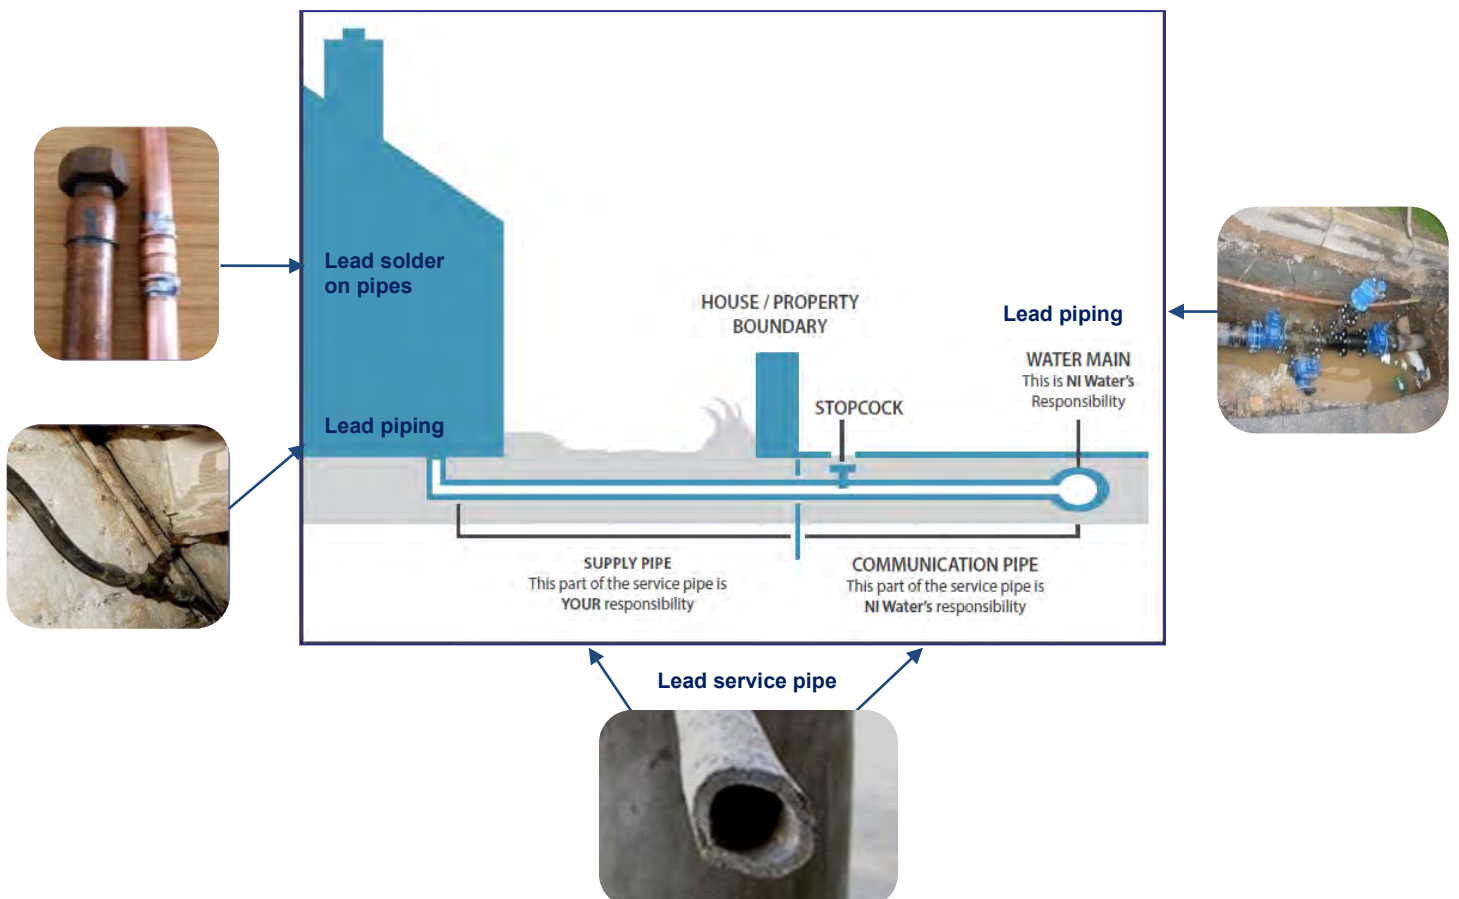 Lead solder
on pipes
Lead piping
HOUSE / PROPERTY
BOUNDARY
STOPCOCK
Lead piping
WATER MAIN
This is NI Water's
Responsibility
SUPPLY PIPE
This part of the service pipe is
YOUR responsibility
COMMUNICATION PIPE
This part of the service pipe is
NI Water's responsibility
Lead service pipe